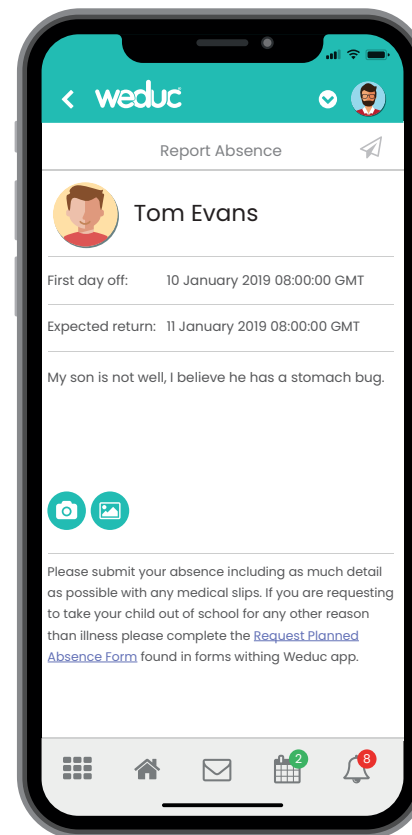 weduc
Report Absence
Tom Evans
First day off: 10 January 2019 08:00:00 GMT
Expected return: 11 January 2019 08:00:00 GMT
My son is not well, I believe he has a stomach bug.
Please submit your absence including as much detail
as possible with any medical slips. If you are requesting
to take your child out of school for any other reason
than illness please complete the Request Planned
Absence Form found in forms withing Weduc app.
2
8